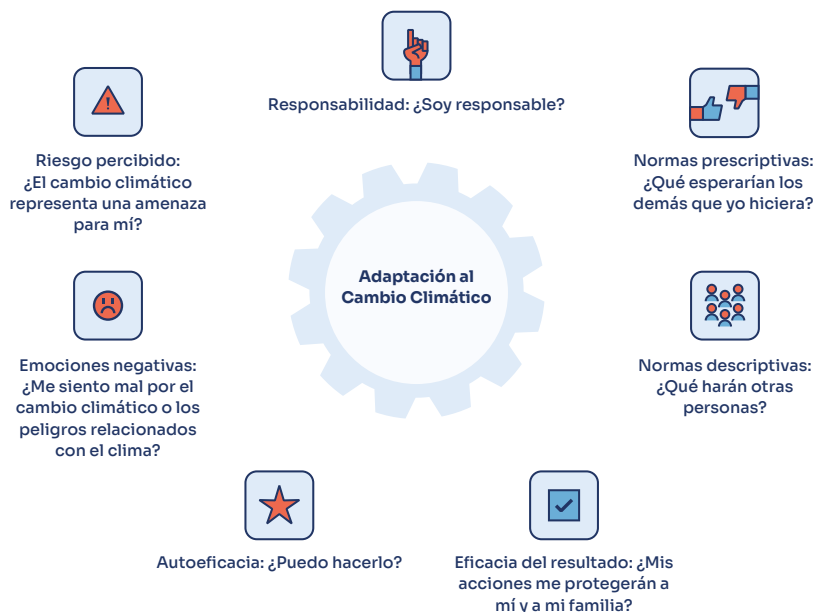 Responsabilidad: ¿Soy responsable?
Riesgo percibido:
¿El cambio climático
representa una amenaza
para mí?
Normas prescriptivas:
¿Qué esperarían los
demás que yo hiciera?
Adaptación al
Cambio Climático
Emociones negativas:
¿Me siento mal por el
cambio climático o los
peligros relacionados
con el clima?
Normas descriptivas:
¿Qué harán otras
personas?
Autoeficacia: ¿Puedo hacerlo?
Eficacia del resultado: ¿Mis
acciones me protegerán a
mí y a mi familia?